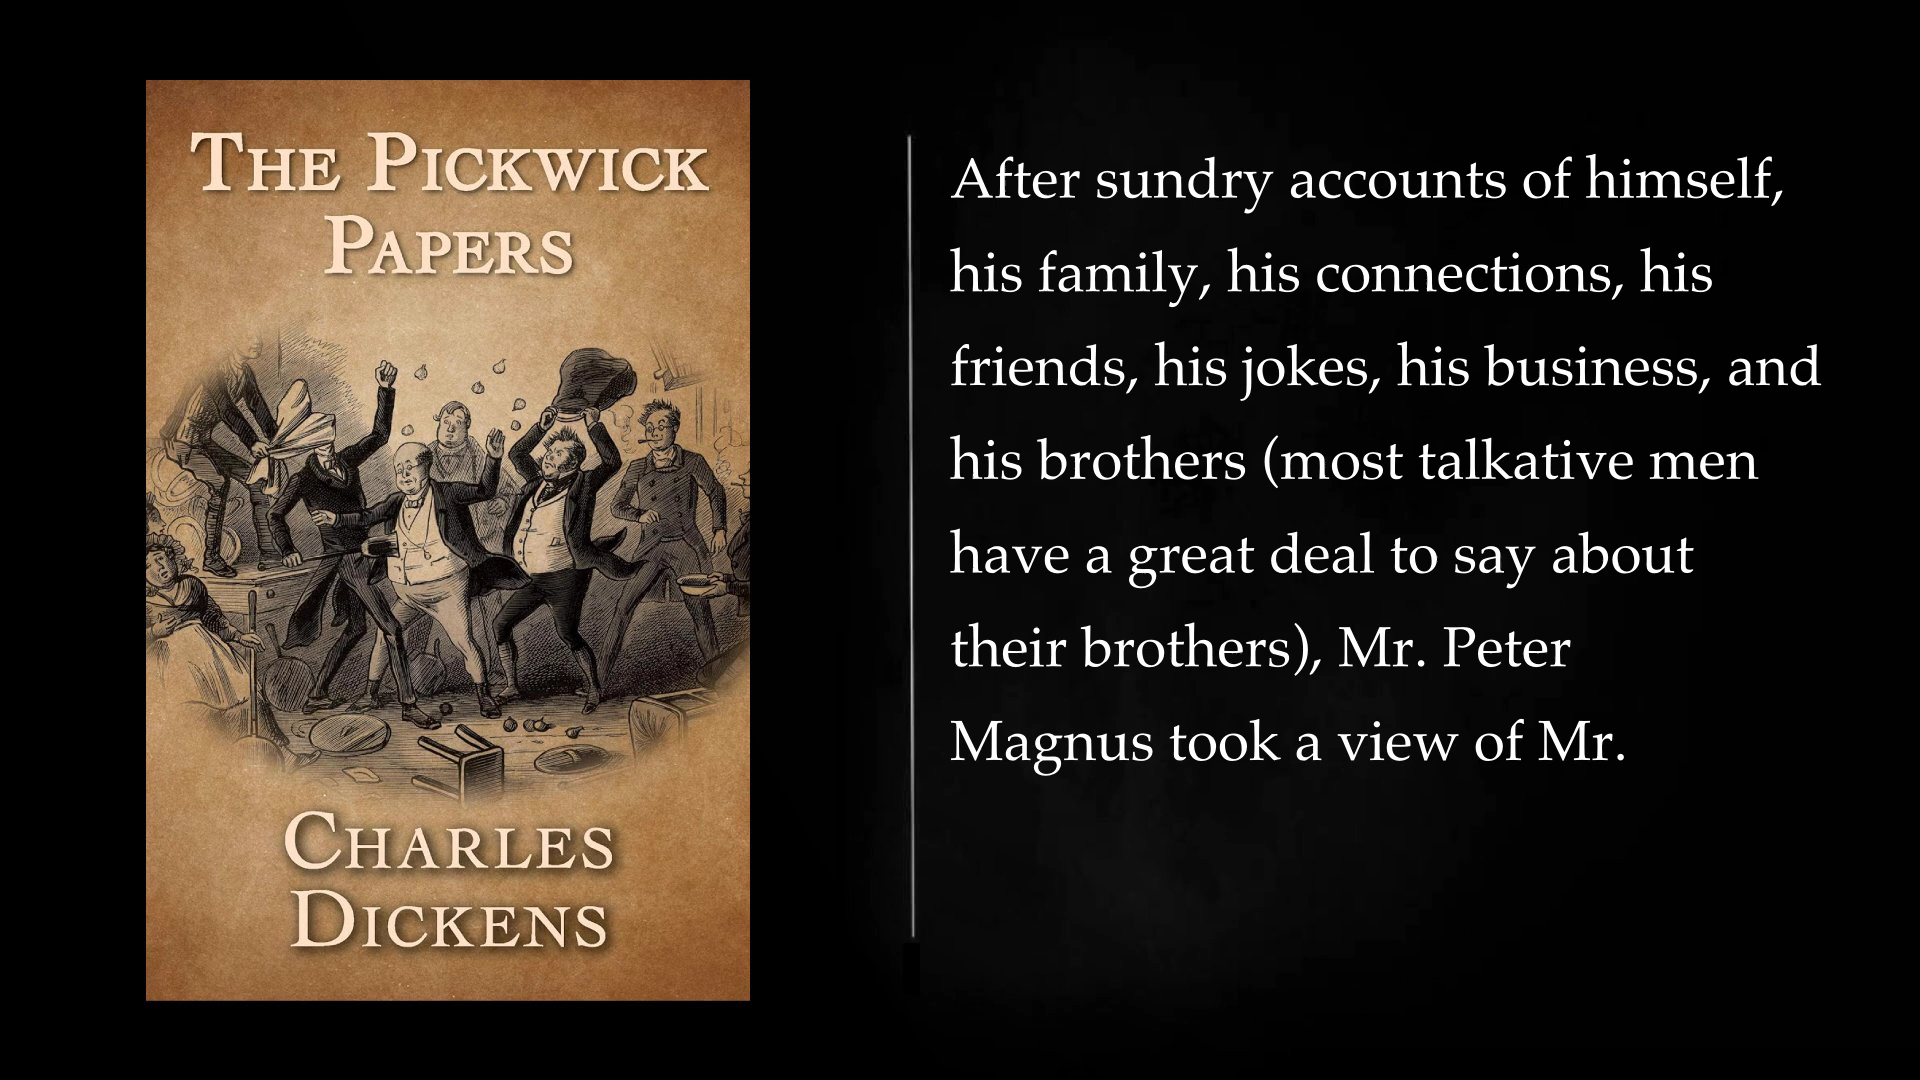 THE PICKWICK
PAPERS
CHARLES
DICKENS
After sundry accounts of himself,
his family, his connections, his
friends, his jokes, his business, and
his brothers (most talkative men
have a great deal to say about
their brothers), Mr. Peter
Magnus took a view of Mr.